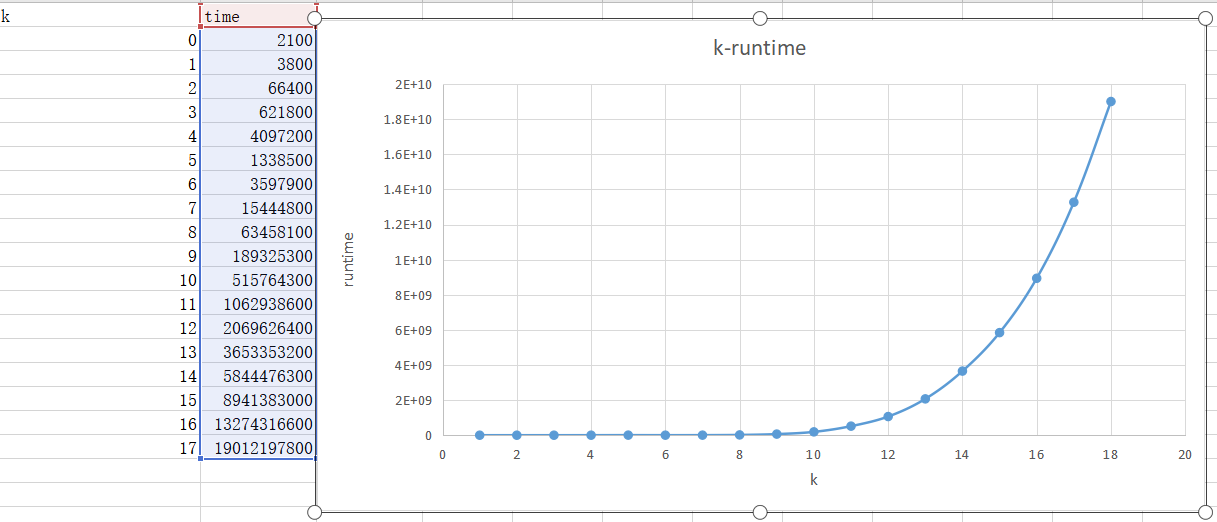 k time
0 2100
1 3800
2 66400
3 621800
4 4097200
5 1338500
6 3597900
7 15444800
8 63458100
9 189325300
10 515764300
11 1062938600
12 2069626400
13 3653353200
14 5844476300
15 8941383000
16 13274316600
17 19012197800
k-runtime
2E+10
1.8E+10
1.6E+10
1.4E+10
1.2E+10
1E+10
8E+09
6E+09
4E+09
2E+09
0
runtime
0 2 4 6 8 10 12 14 16 18 20
k